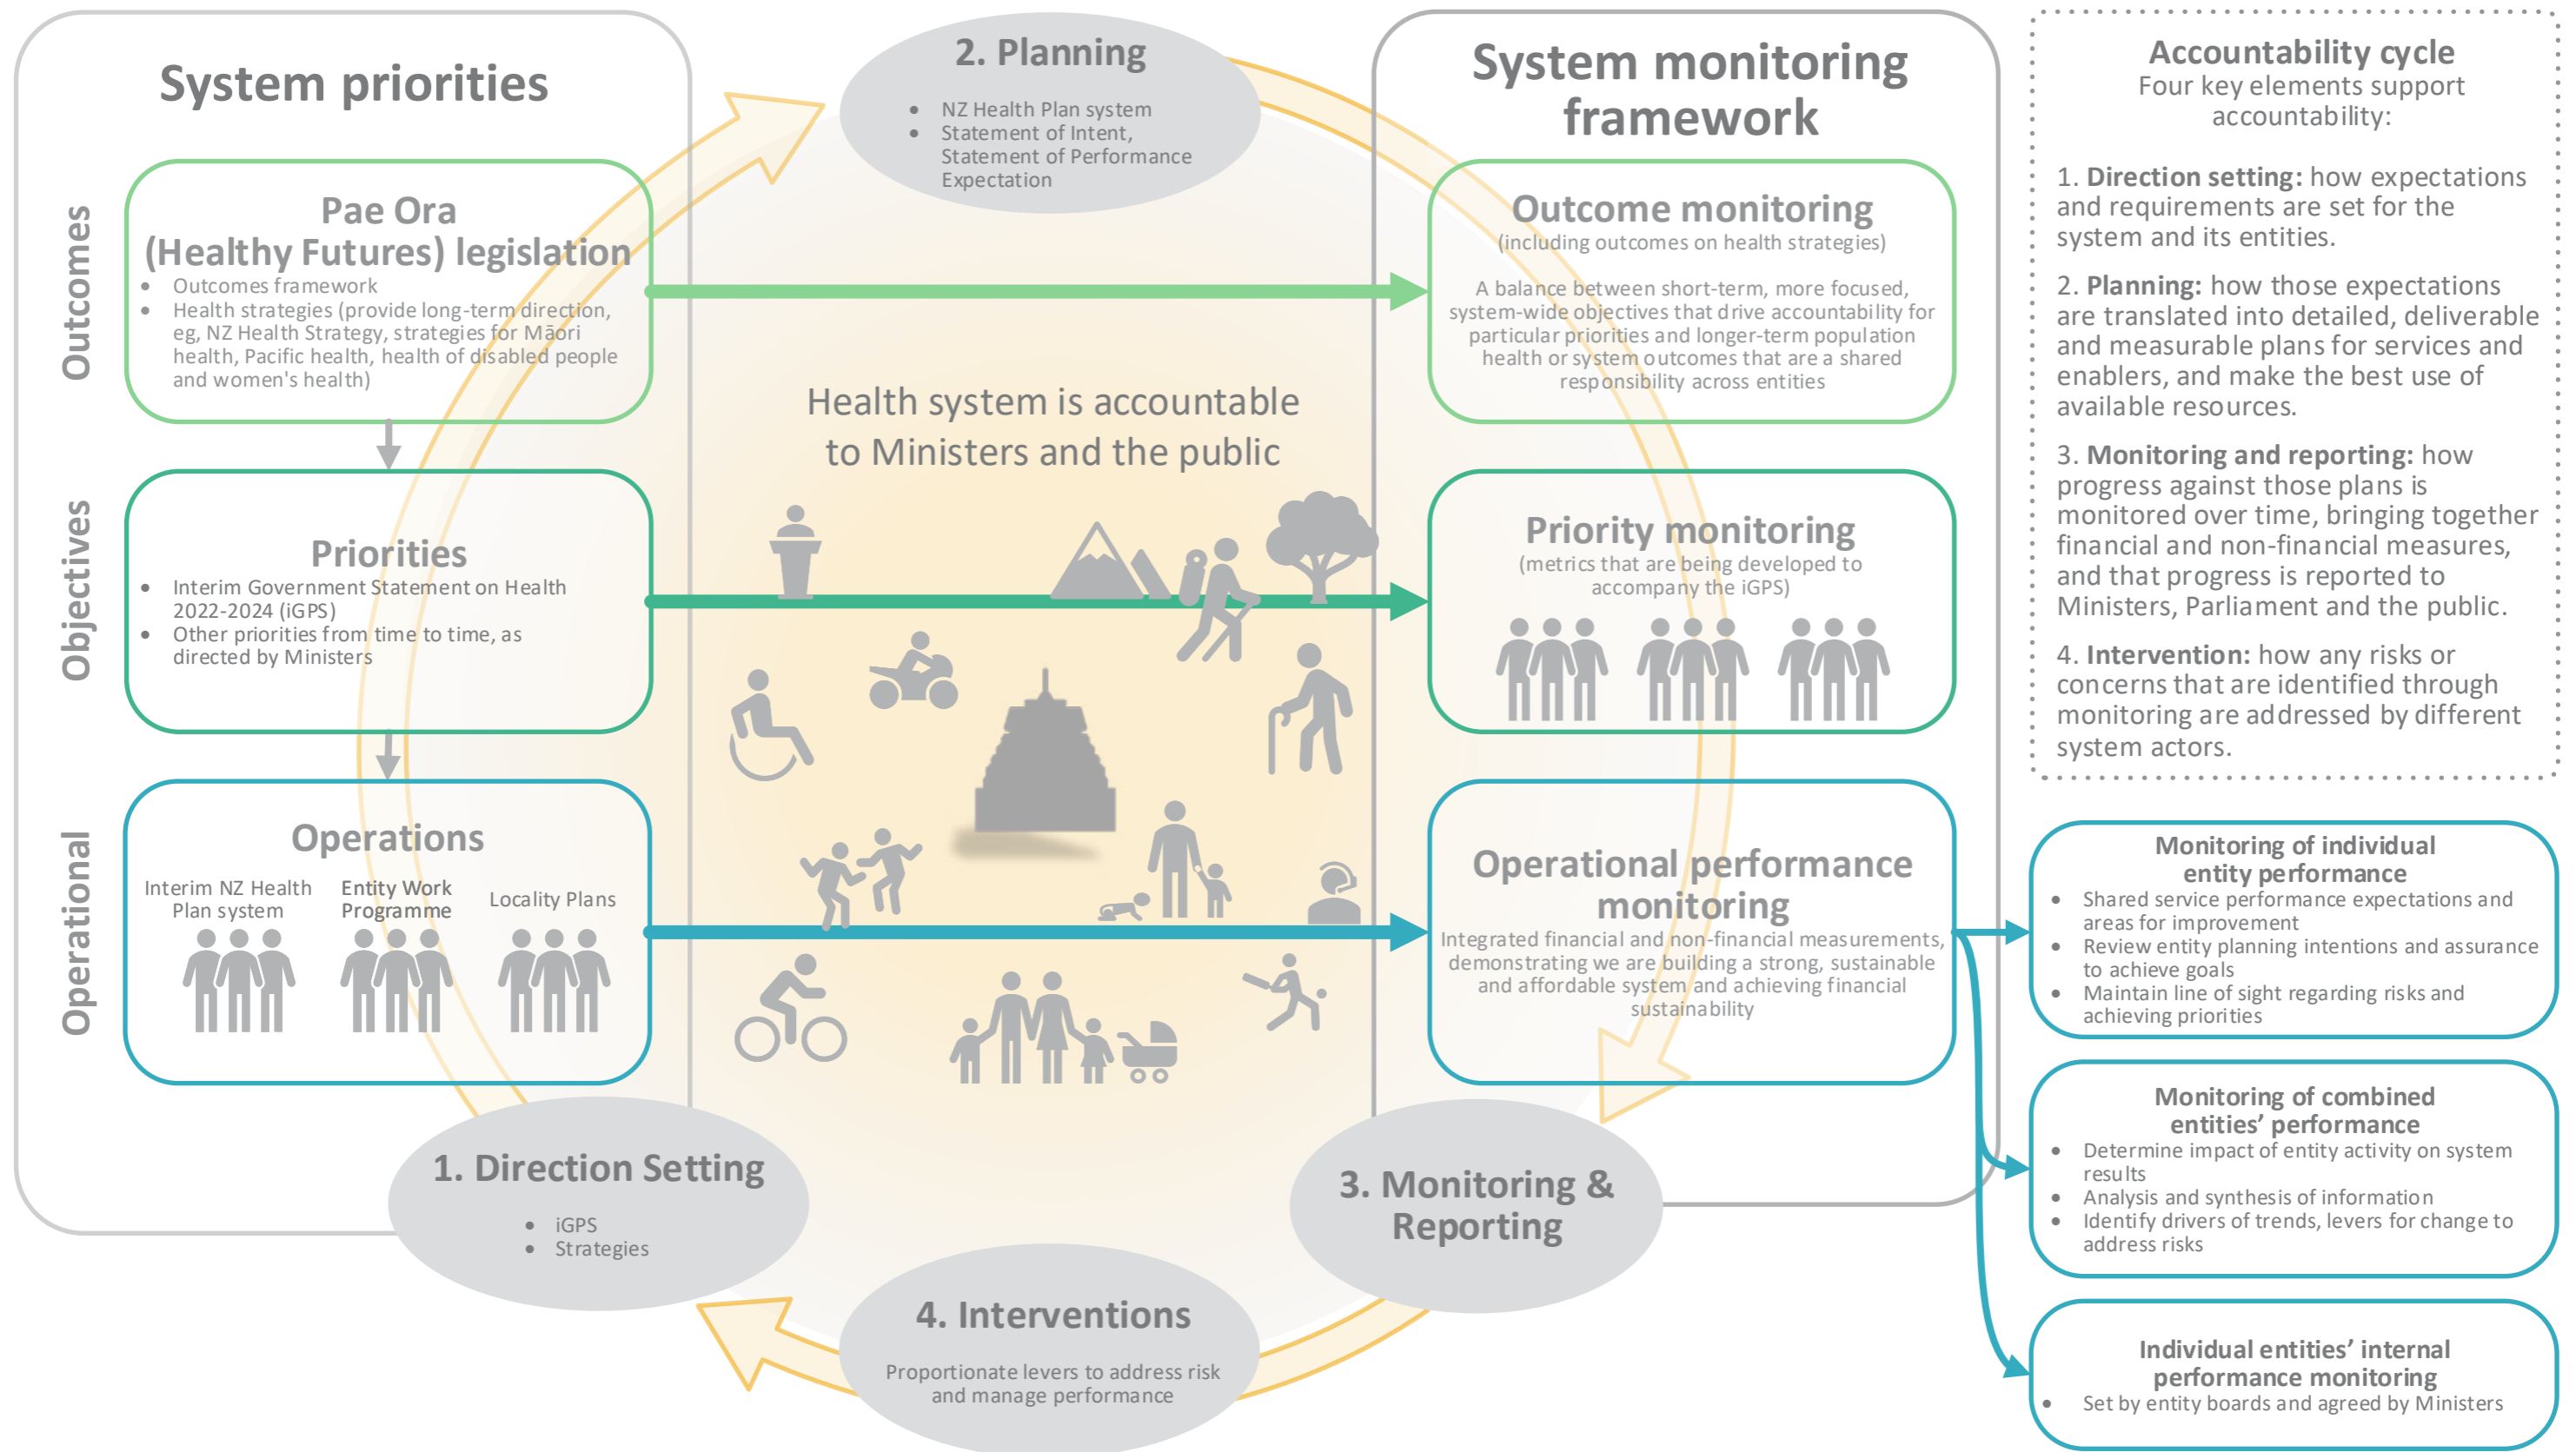 System priorities
Outcomes
Pae Ora
(Healthy Futures) legislation
• Outcomes framework
• Health strategies (provide long-term direction,
eg, NZ Health Strategy, strategies for Māori
health, Pacific health, health of disabled people
and women's health)
Objectives
Priorities
• Interim Government Statement on Health
2022-2024 (iGPS)
• Other priorities from time to time, as
directed by Ministers
Operational
Operations
Interim NZ Health
Plan system
Entity Work
Programme
Locality Plans
1. Direction Setting
• iGPS
• Strategies
2. Planning
• NZ Health Plan system
• Statement of Intent,
Statement of Performance
Expectation
Health system is accountable
to Ministers and the public
4. Interventions
Proportionate levers to address risk
and manage performance
3. Monitoring &
Reporting
System monitoring
framework
Outcome monitoring
(including outcomes on health strategies)
A balance between short-term, more focused,
system-wide objectives that drive accountability for
particular priorities and longer-term population
health or system outcomes that are a shared
responsibility across entities
Priority monitoring
(metrics that are being developed to
accompany the iGPS)
Operational performance
monitoring
Integrated financial and non-financial measurements,
demonstrating we are building a strong, sustainable
and affordable system and achieving financial
sustainability
Accountability cycle
Four key elements support
accountability:
1. Direction setting: how expectations
and requirements are set for the
system and its entities.
2. Planning: how those expectations
are translated into detailed, deliverable
and measurable plans for services and
enablers, and make the best use of
available resources.
3. Monitoring and reporting: how
progress against those plans is
monitored over time, bringing together
financial and non-financial measures,
and that progress is reported to
Ministers, Parliament and the public.
4. Intervention: how any risks or
concerns that are identified through
monitoring are addressed by different
system actors.
Monitoring of individual
entity performance
• Shared service performance expectations and
areas for improvement
• Review entity planning intentions and assurance
to achieve goals
• Maintain line of sight regarding risks and
achieving priorities
Monitoring of combined
entities’ performance
• Determine impact of entity activity on system
results
• Analysis and synthesis of information
• Identify drivers of trends, levers for change to
address risks
Individual entities’ internal
performance monitoring
• Set by entity boards and agreed by Ministers